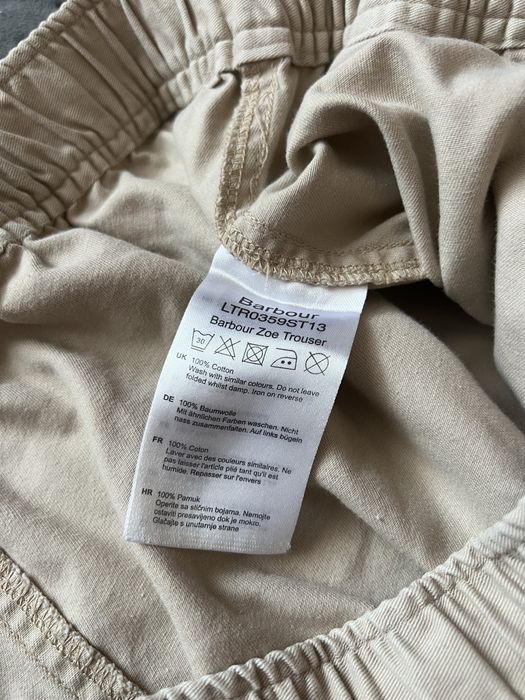 Barbour
LTR0359ST13
Barbour Zoe Trouser
30
UK 100% Cotton
Wash with similar colours. Do not leave
folded whilst damp. Iron on reverse
DE 100% Baumwolle
Mit ähnlichen Farben waschen. Nicht
nass zusammenfalten. Auf links bügeln
FR 100% Coton
Laver avec des couleurs similaires. Ne
pas laisser l'article plié tant qu'il est
humide. Repasser sur l'envers
HR 100% Pamuk
Operite sa sličnim bojama. Nemojte
ostaviti presavijeno dok je mokro.
Glačajte s unutarnje strane